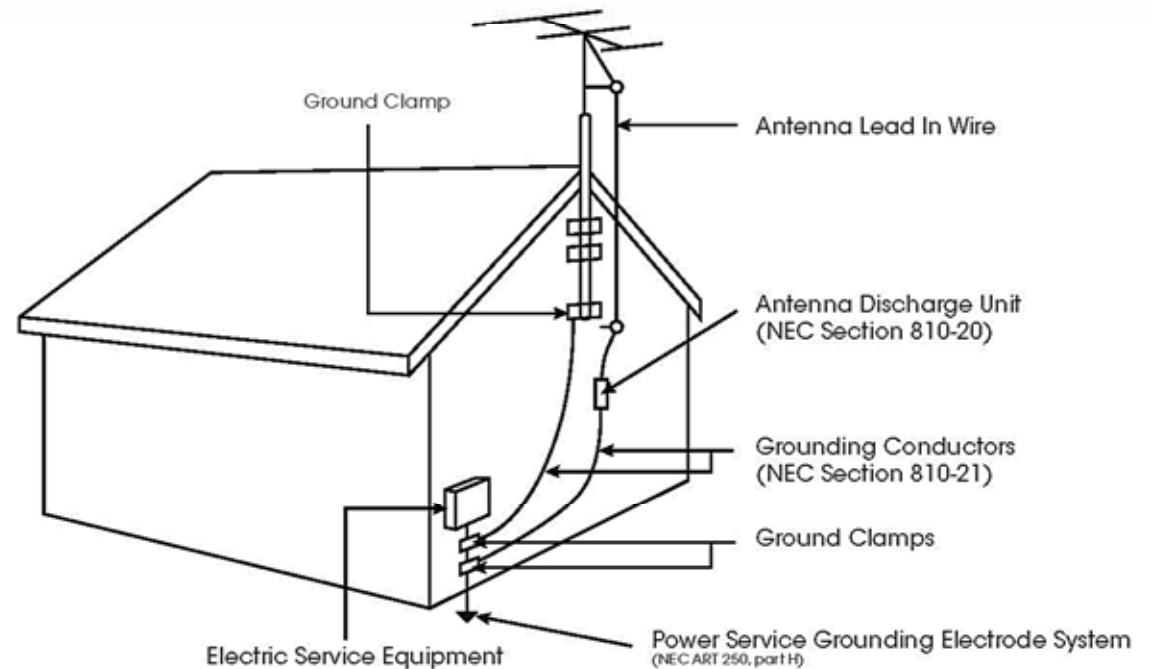 Ground Clamp
Antenna Lead In Wire
Antenna Discharge Unit
(NEC Section 810-20)
Grounding Conductors
(NEC Section 810-21)
Ground Clamps
Power Service Grounding Electrode System
(NEC ART 250, part H)
Electric Service Equipment